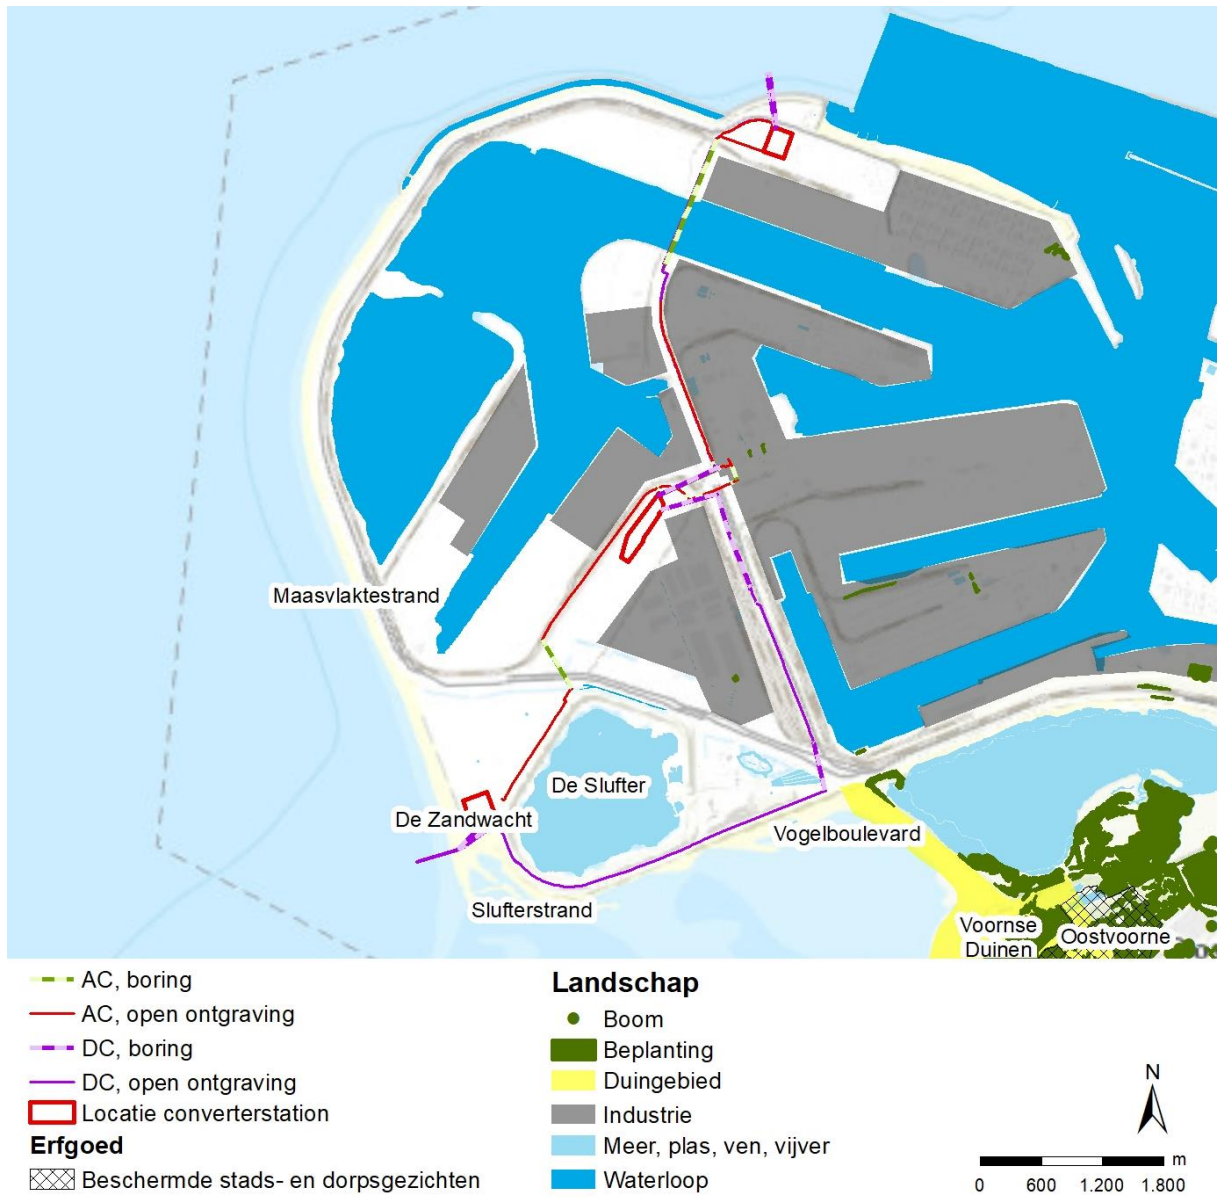 Maasvlaktestrand
De Slufter
De Zandwacht
Vogelboulevard
Slufterstrand
Voornse
Duinen
Oostvoorne
AC, boring
AC, open ontgraving
DC, boring
DC, open ontgraving
Locatie converterstation
Erfgoed
Beschermde stads- en dorpsgezichten
Landschap
Boom
Beplanting
Duingebied
Industrie
Meer, plas, ven, vijver
Waterloop
N
m
0 600 1.200 1.800